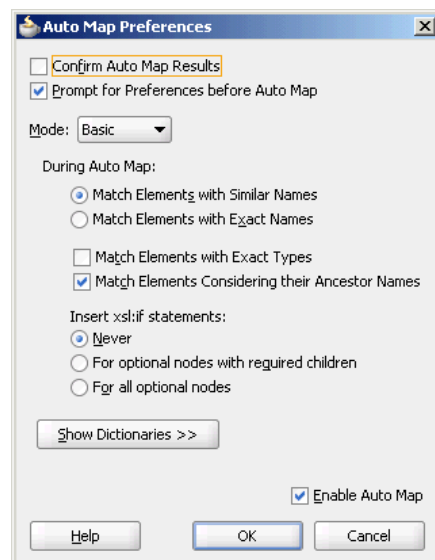 Auto Map Preferences
Confirm Auto Map Results
Prompt for Preferences before Auto Map
Mode: Basic
During Auto Map:
Match Elements with Similar Names
Match Elements with Exact Names
Match Elements with Exact Types
Match Elements Considering their Ancestor Names
Insert xsl:if statements:
Never
For optional nodes with required children
For all optional nodes
Show Dictionaries >>
Enable Auto Map
Help OK Cancel